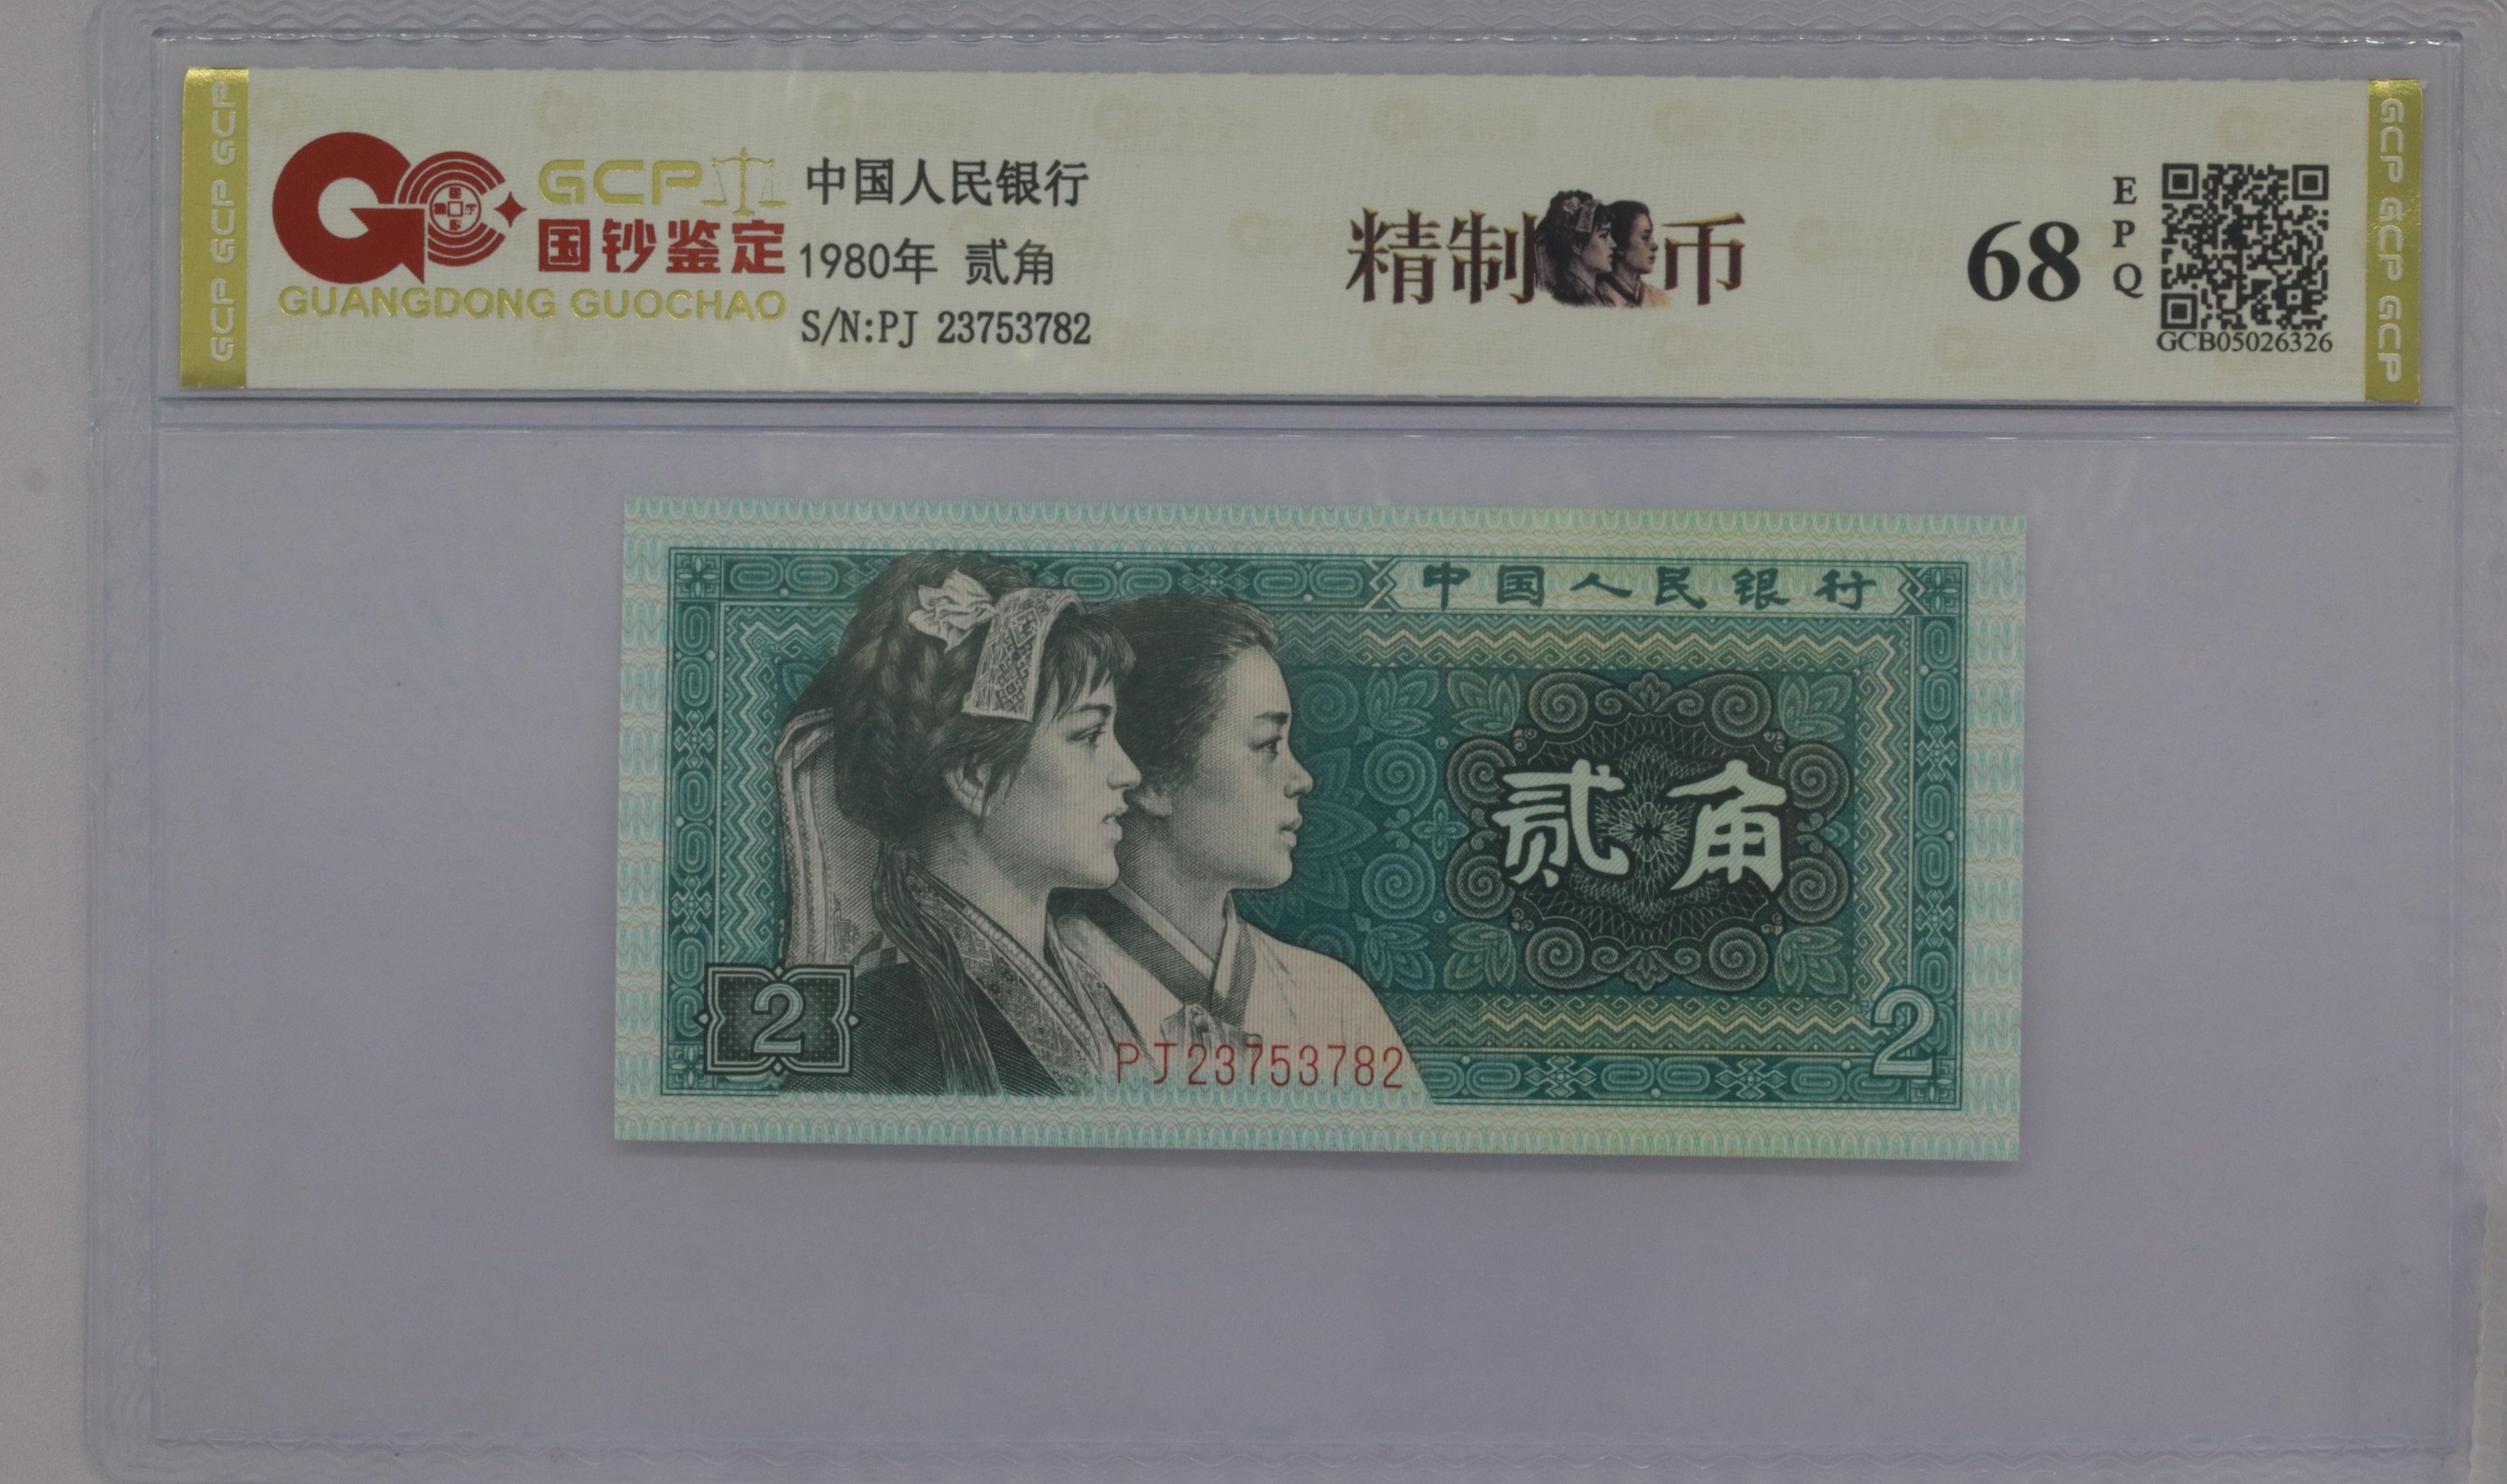 GCP GCP GCP
GCP
国钞鉴定
GUANGDONG GUOCHAO
中国人民银行
1980年 贰角
S/N:PJ 23753782
精制币
68
EPQ
GCB05026326
GCP GCP GCP
中国人民银行
贰角
2
PJ23753782
2